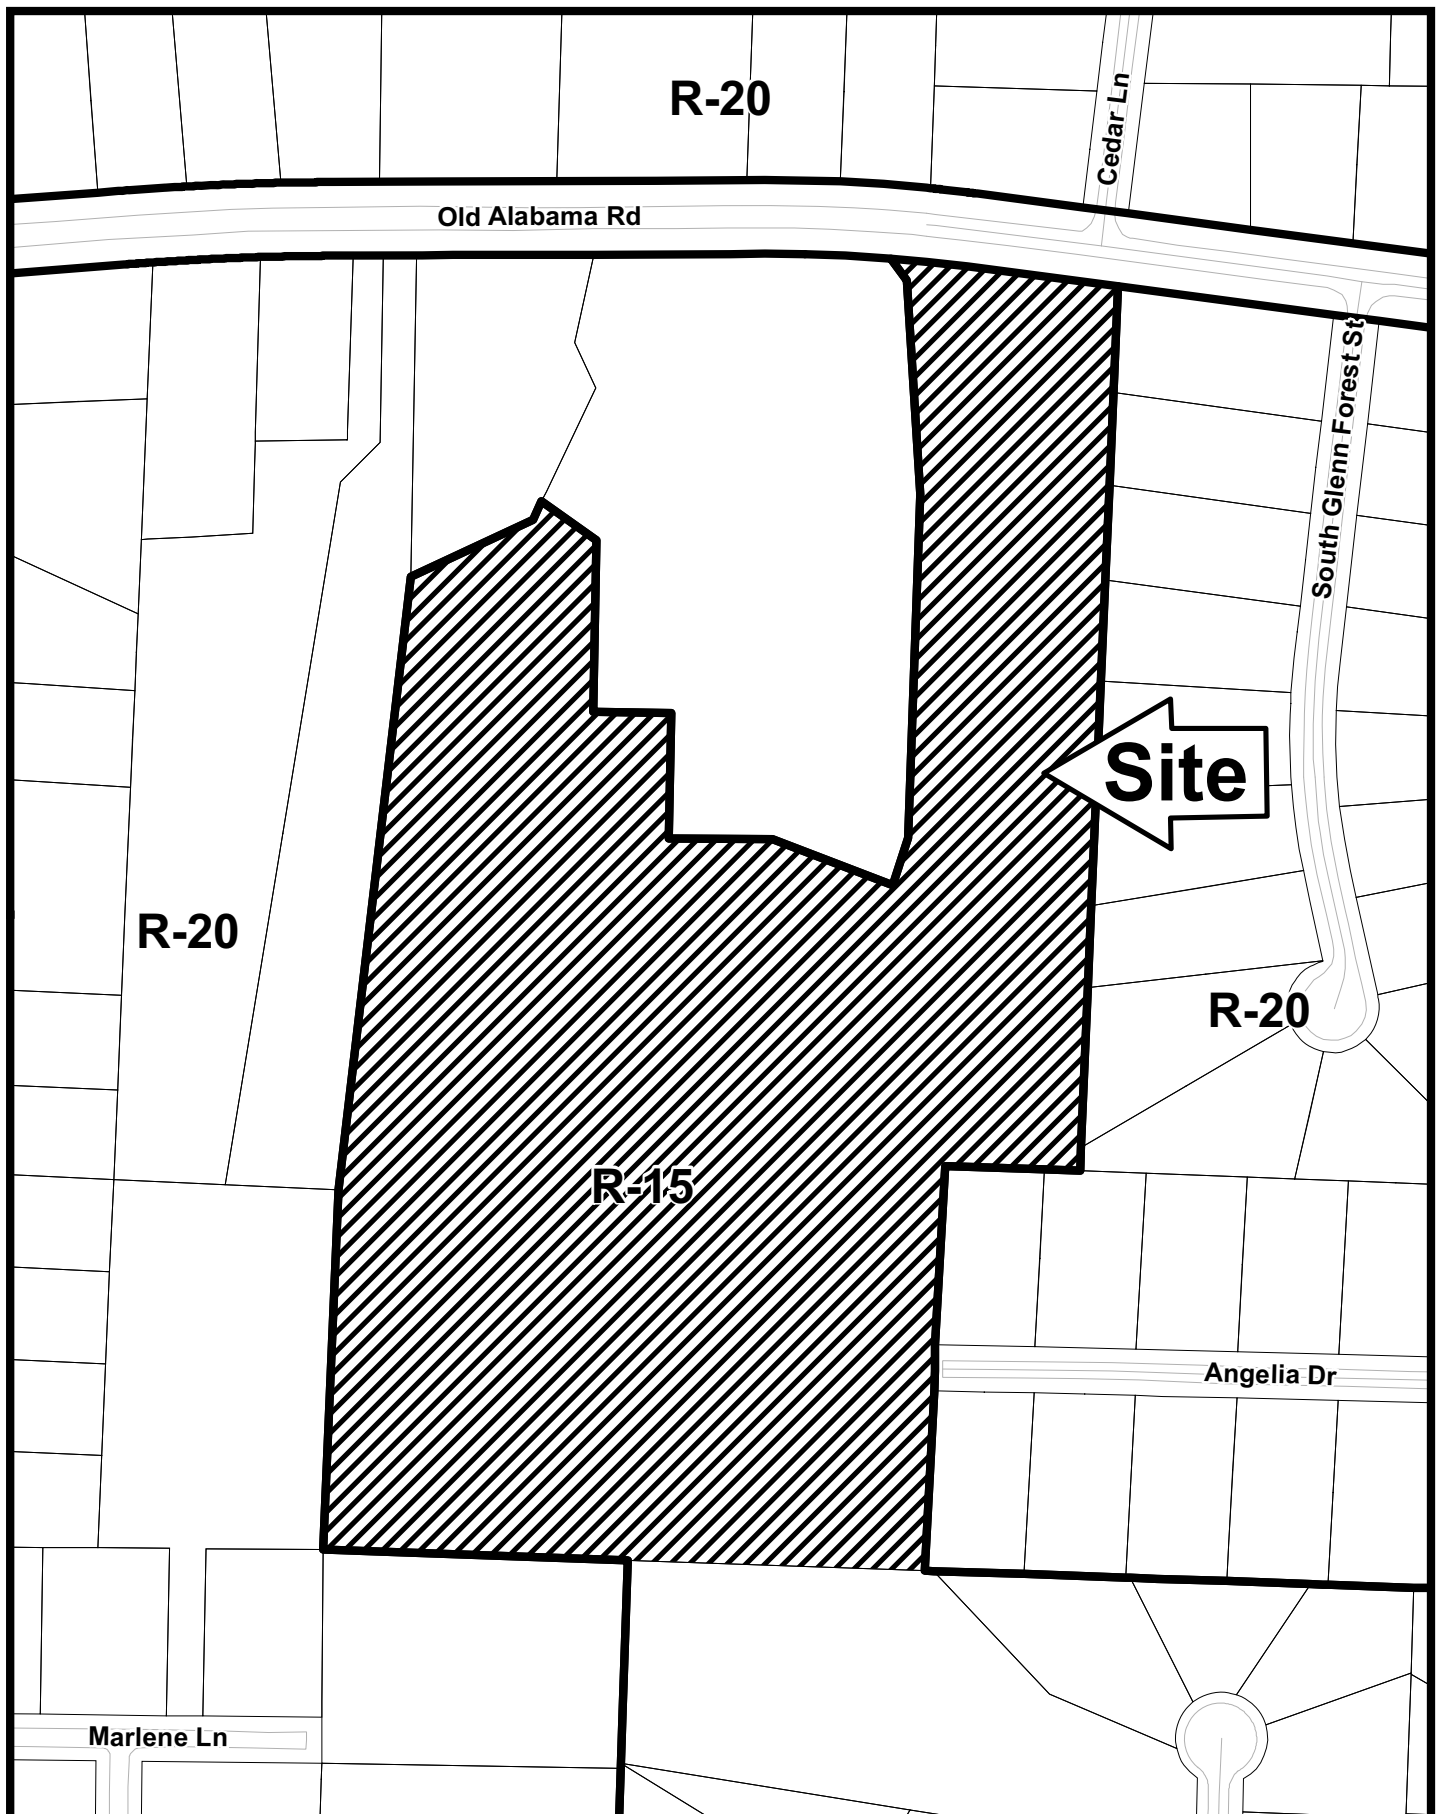 R-20
Cedar Ln
Old Alabama Rd
South Glenn Forest St
Site
R-20
R-20
R-15
Angelia Dr
Marlene Ln